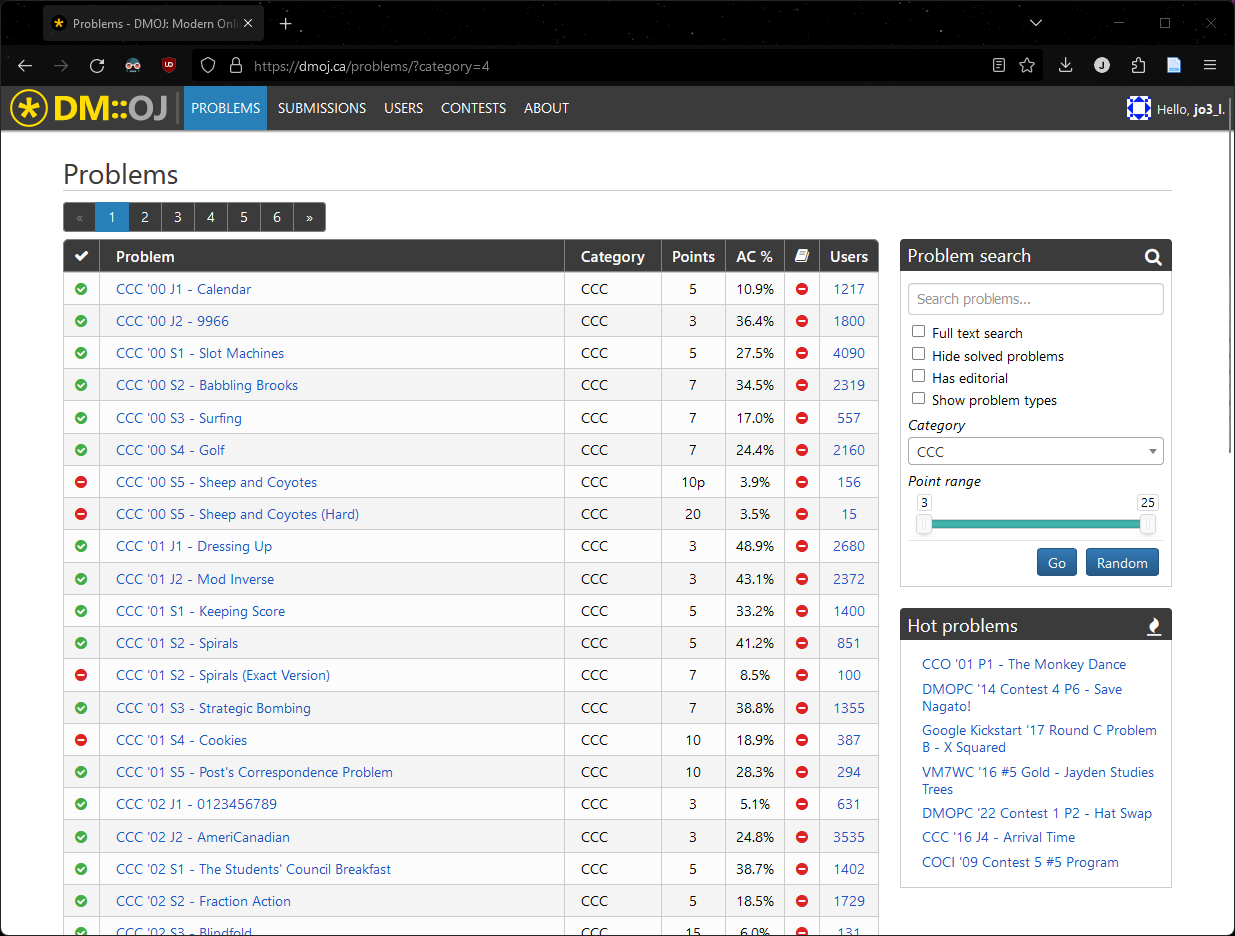 Problems - DMOJ: Modern Onl
https://dmoj.ca/problems/?category=4
DM::OJ PROBLEMS SUBMISSIONS USERS CONTESTS ABOUT Hello, jo3_l.
Problems
« 1 2 3 4 5 6 »
Problem Category Points AC % Users
CCC '00 J1 - Calendar CCC 5 10.9% 1217
CCC '00 J2 - 9966 CCC 3 36.4% 1800
CCC '00 S1 - Slot Machines CCC 5 27.5% 4090
CCC '00 S2 - Babbling Brooks CCC 7 34.5% 2319
CCC '00 S3 - Surfing CCC 7 17.0% 557
CCC '00 S4 - Golf CCC 7 24.4% 2160
CCC '00 S5 - Sheep and Coyotes CCC 10p 3.9% 156
CCC '00 S5 - Sheep and Coyotes (Hard) CCC 20 3.5% 15
CCC '01 J1 - Dressing Up CCC 3 48.9% 2680
CCC '01 J2 - Mod Inverse CCC 3 43.1% 2372
CCC '01 S1 - Keeping Score CCC 5 33.2% 1400
CCC '01 S2 - Spirals CCC 5 41.2% 851
CCC '01 S2 - Spirals (Exact Version) CCC 7 8.5% 100
CCC '01 S3 - Strategic Bombing CCC 7 38.8% 1355
CCC '01 S4 - Cookies CCC 10 18.9% 387
CCC '01 S5 - Post's Correspondence Problem CCC 10 28.3% 294
CCC '02 J1 - 0123456789 CCC 3 5.1% 631
CCC '02 J2 - AmeriCanadian CCC 3 24.8% 3535
CCC '02 S1 - The Students' Council Breakfast CCC 5 38.7% 1402
CCC '02 S2 - Fraction Action CCC 5 18.5% 1729
CCC '02 S3 - Blindfold CCC 15 6.0% 131
Problem search
Search problems...
Full text search
Hide solved problems
Has editorial
Show problem types
Category
CCC
Point range
3 25
Go Random
Hot problems
CCO '01 P1 - The Monkey Dance
DMOPC '14 Contest 4 P6 - Save
Nagato!
Google Kickstart '17 Round C Problem
B - X Squared
VM7WC '16 #5 Gold - Jayden Studies
Trees
DMOPC '22 Contest 1 P2 - Hat Swap
CCC '16 J4 - Arrival Time
COCI '09 Contest 5 #5 Program